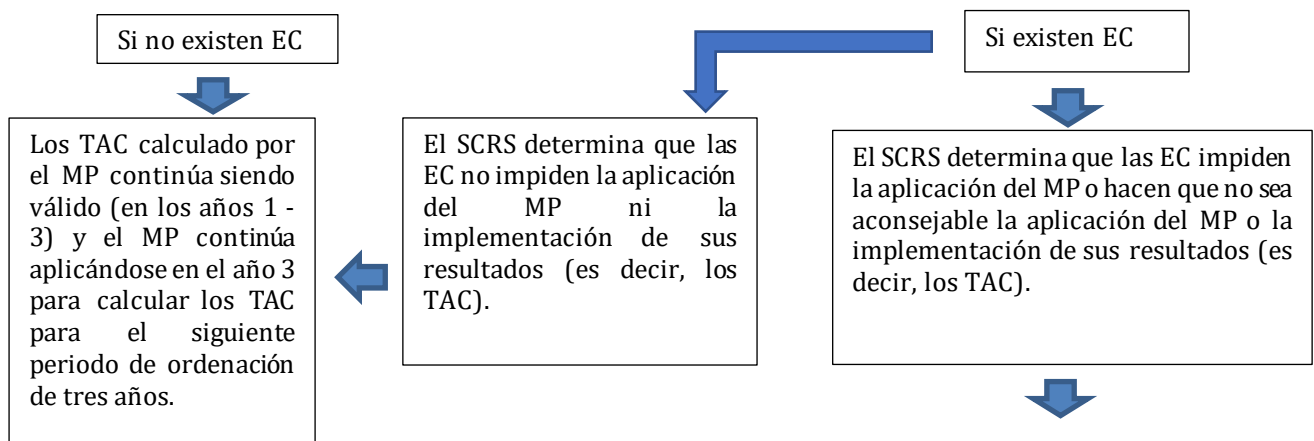 Si no existen EC
Si existen EC
Los TAC calculado por
el MP continúa siendo
válido (en los años 1 -
3) y el MP continúa
aplicándose en el año 3
para calcular los TAC
para el siguiente
periodo de ordenación
de tres años.
El SCRS determina que las
EC no impiden la aplicación
del MP ni la
implementación de sus
resultados (es decir, los
TAC).
El SCRS determina que las EC impiden
la aplicación del MP o hacen que no sea
aconsejable la aplicación del MP o la
implementación de sus resultados (es
decir, los TAC).